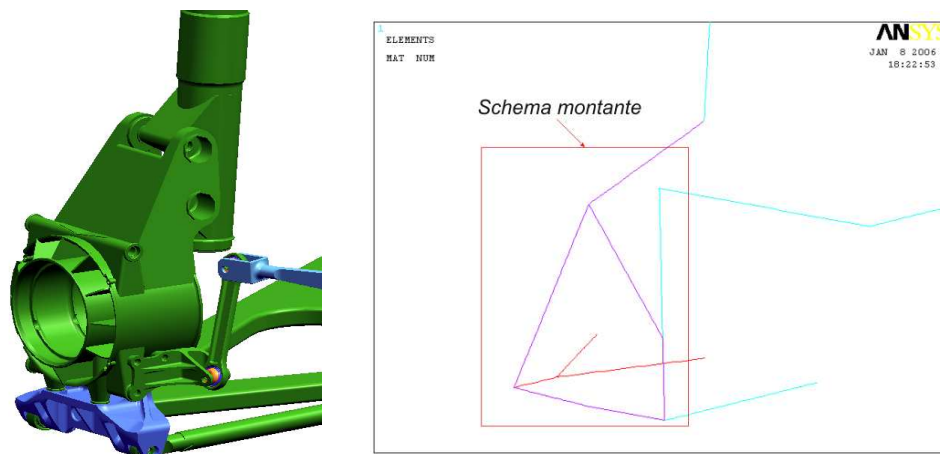 1
ELEMENTS
MAT NUM
ANSYS
JAN 8 2006
18:22:53
Schema montante